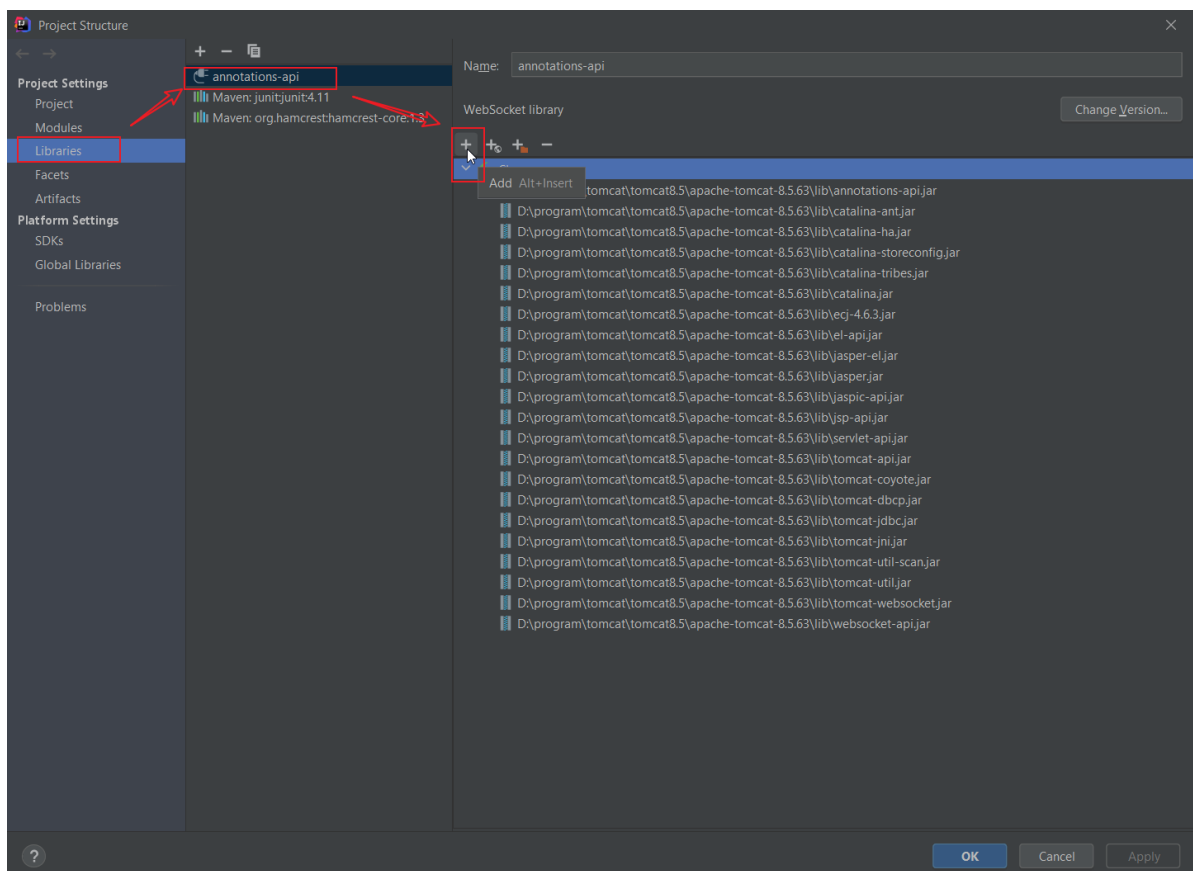 Project Structure
Project Settings
Project
Modules
Libraries
Facets
Artifacts
Platform Settings
SDKs
Global Libraries
Problems
annotations-api
Maven: junit:junit:4.11
Maven: org.hamcrest:hamcrest-core:1.3
Name: annotations-api
WebSocket library
Change Version...
Add Alt+Insert
tomcat\tomcat8.5\apache-tomcat-8.5.63\lib\annotations-api.jar
D:\program\tomcat\tomcat8.5\apache-tomcat-8.5.63\lib\catalina-ant.jar
D:\program\tomcat\tomcat8.5\apache-tomcat-8.5.63\lib\catalina-ha.jar
D:\program\tomcat\tomcat8.5\apache-tomcat-8.5.63\lib\catalina-storeconfig.jar
D:\program\tomcat\tomcat8.5\apache-tomcat-8.5.63\lib\catalina-tribes.jar
D:\program\tomcat\tomcat8.5\apache-tomcat-8.5.63\lib\catalina.jar
D:\program\tomcat\tomcat8.5\apache-tomcat-8.5.63\lib\ecj-4.6.3.jar
D:\program\tomcat\tomcat8.5\apache-tomcat-8.5.63\lib\el-api.jar
D:\program\tomcat\tomcat8.5\apache-tomcat-8.5.63\lib\jasper-el.jar
D:\program\tomcat\tomcat8.5\apache-tomcat-8.5.63\lib\jasper.jar
D:\program\tomcat\tomcat8.5\apache-tomcat-8.5.63\lib\jaspic-api.jar
D:\program\tomcat\tomcat8.5\apache-tomcat-8.5.63\lib\jsp-api.jar
D:\program\tomcat\tomcat8.5\apache-tomcat-8.5.63\lib\servlet-api.jar
D:\program\tomcat\tomcat8.5\apache-tomcat-8.5.63\lib\tomcat-api.jar
D:\program\tomcat\tomcat8.5\apache-tomcat-8.5.63\lib\tomcat-coyote.jar
D:\program\tomcat\tomcat8.5\apache-tomcat-8.5.63\lib\tomcat-dbcp.jar
D:\program\tomcat\tomcat8.5\apache-tomcat-8.5.63\lib\tomcat-jdbc.jar
D:\program\tomcat\tomcat8.5\apache-tomcat-8.5.63\lib\tomcat-jni.jar
D:\program\tomcat\tomcat8.5\apache-tomcat-8.5.63\lib\tomcat-util-scan.jar
D:\program\tomcat\tomcat8.5\apache-tomcat-8.5.63\lib\tomcat-util.jar
D:\program\tomcat\tomcat8.5\apache-tomcat-8.5.63\lib\tomcat-websocket.jar
D:\program\tomcat\tomcat8.5\apache-tomcat-8.5.63\lib\websocket-api.jar
?
OK
Cancel
Apply